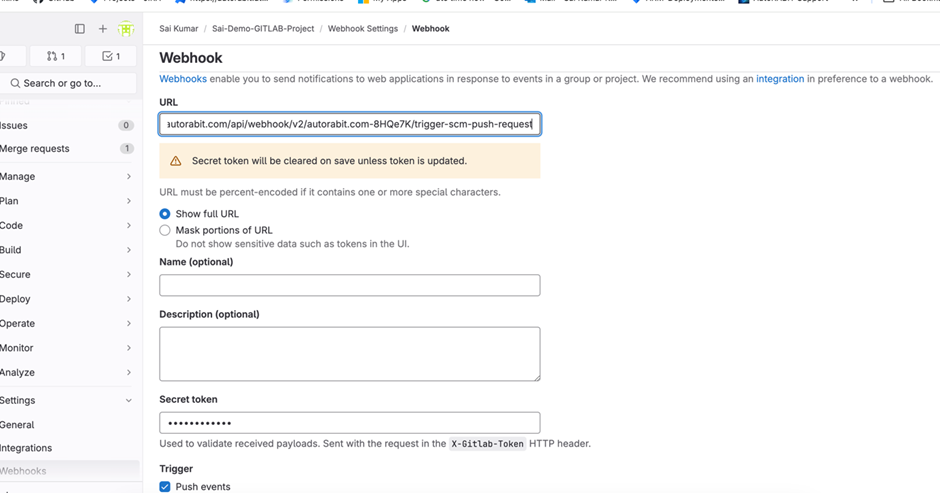 Sai Kumar / Sai-Demo-GITLAB-Project / Webhook Settings / Webhook
1
1
Search or go to...
Issues 0
Merge requests 1
Manage
Plan
Code
Build
Secure
Deploy
Operate
Monitor
Analyze
Settings
General
Integrations
Webhooks
Webhook
Webhooks enable you to send notifications to web applications in response to events in a group or project. We recommend using an integration in preference to a webhook.
URL
autorabit.com/api/webhook/v2/autorabit.com-8HQe7K/trigger-scm-push-request
Secret token will be cleared on save unless token is updated.
URL must be percent-encoded if it contains one or more special characters.
Show full URL
Mask portions of URL
Do not show sensitive data such as tokens in the UI.
Name (optional)
Description (optional)
Secret token
••••••••••••
Used to validate received payloads. Sent with the request in the X-Gitlab-Token HTTP header.
Trigger
Push events